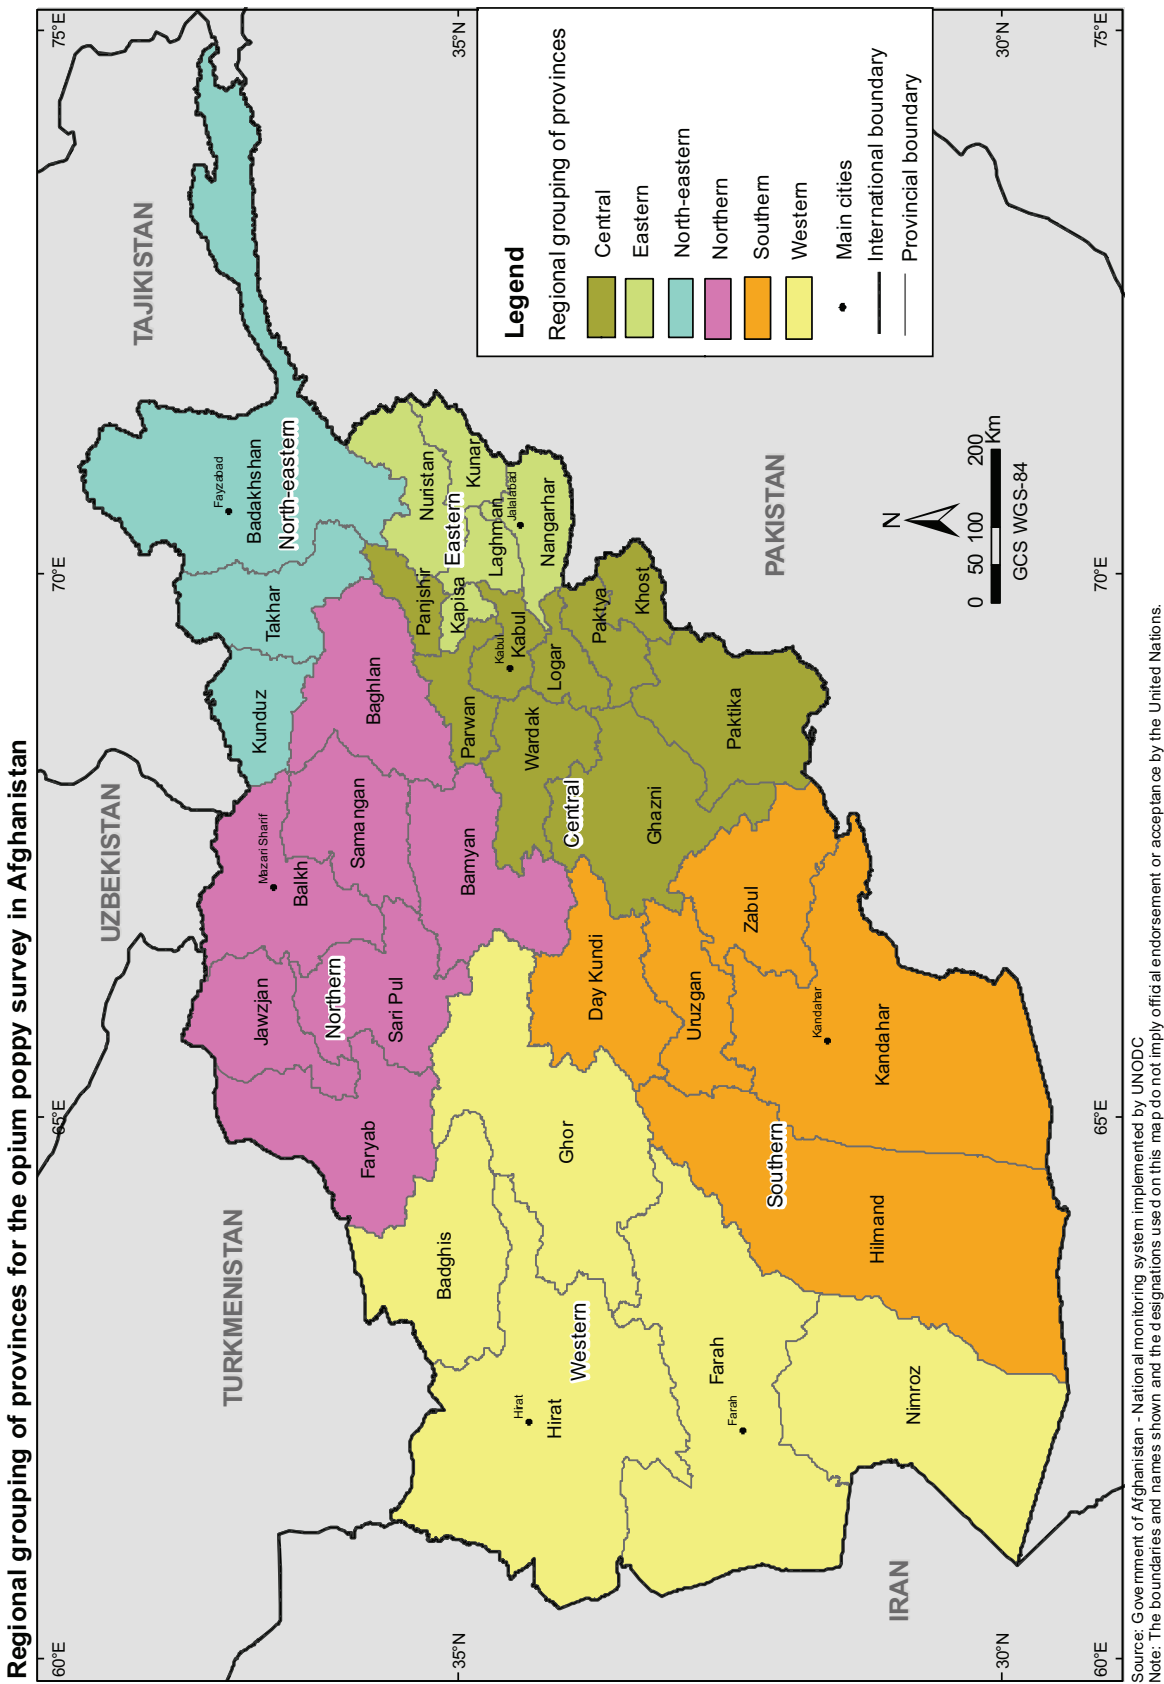 Regional grouping of provinces for the opium poppy survey in Afghanistan
60°E
65°E
70°E
75°E
UZBEKISTAN
TAJIKISTAN
TURKMENISTAN
Fayzabad
Badakhshan
North-eastern
Takhar
Kunduz
Jawzjan
Mazari Sharif
Balkh
Northern
Samangan
Baghlan
Faryab
Sari Pul
Panjshir
Nuristan
35°N
35°N
Badghis
Bamyan
Parwan
Kapisa
Eastern
Kunar
Laghman
Jalalabad
Kabul
Kabul
Nangarhar
Hirat
Hirat
Western
Ghor
Wardak
Logar
Central
Day Kundi
Paktya
Khost
Ghazni
Uruzgan
Farah
Farah
Zabul
Paktika
Southern
Kandahar
Kandahar
Hilmand
Nimroz
PAKISTAN
IRAN
30°N
30°N
60°E
65°E
70°E
75°E
Legend
Regional grouping of provinces
Central
Eastern
North-eastern
Northern
Southern
Western
Main cities
International boundary
Provincial boundary
N
0 50 100 200
Km
GCS WGS-84
Source: Government of Afghanistan - National monitoring system implemented by UNODC
Note: The boundaries and names shown and the designations used on this map do not imply official endorsement or acceptance by the United Nations.